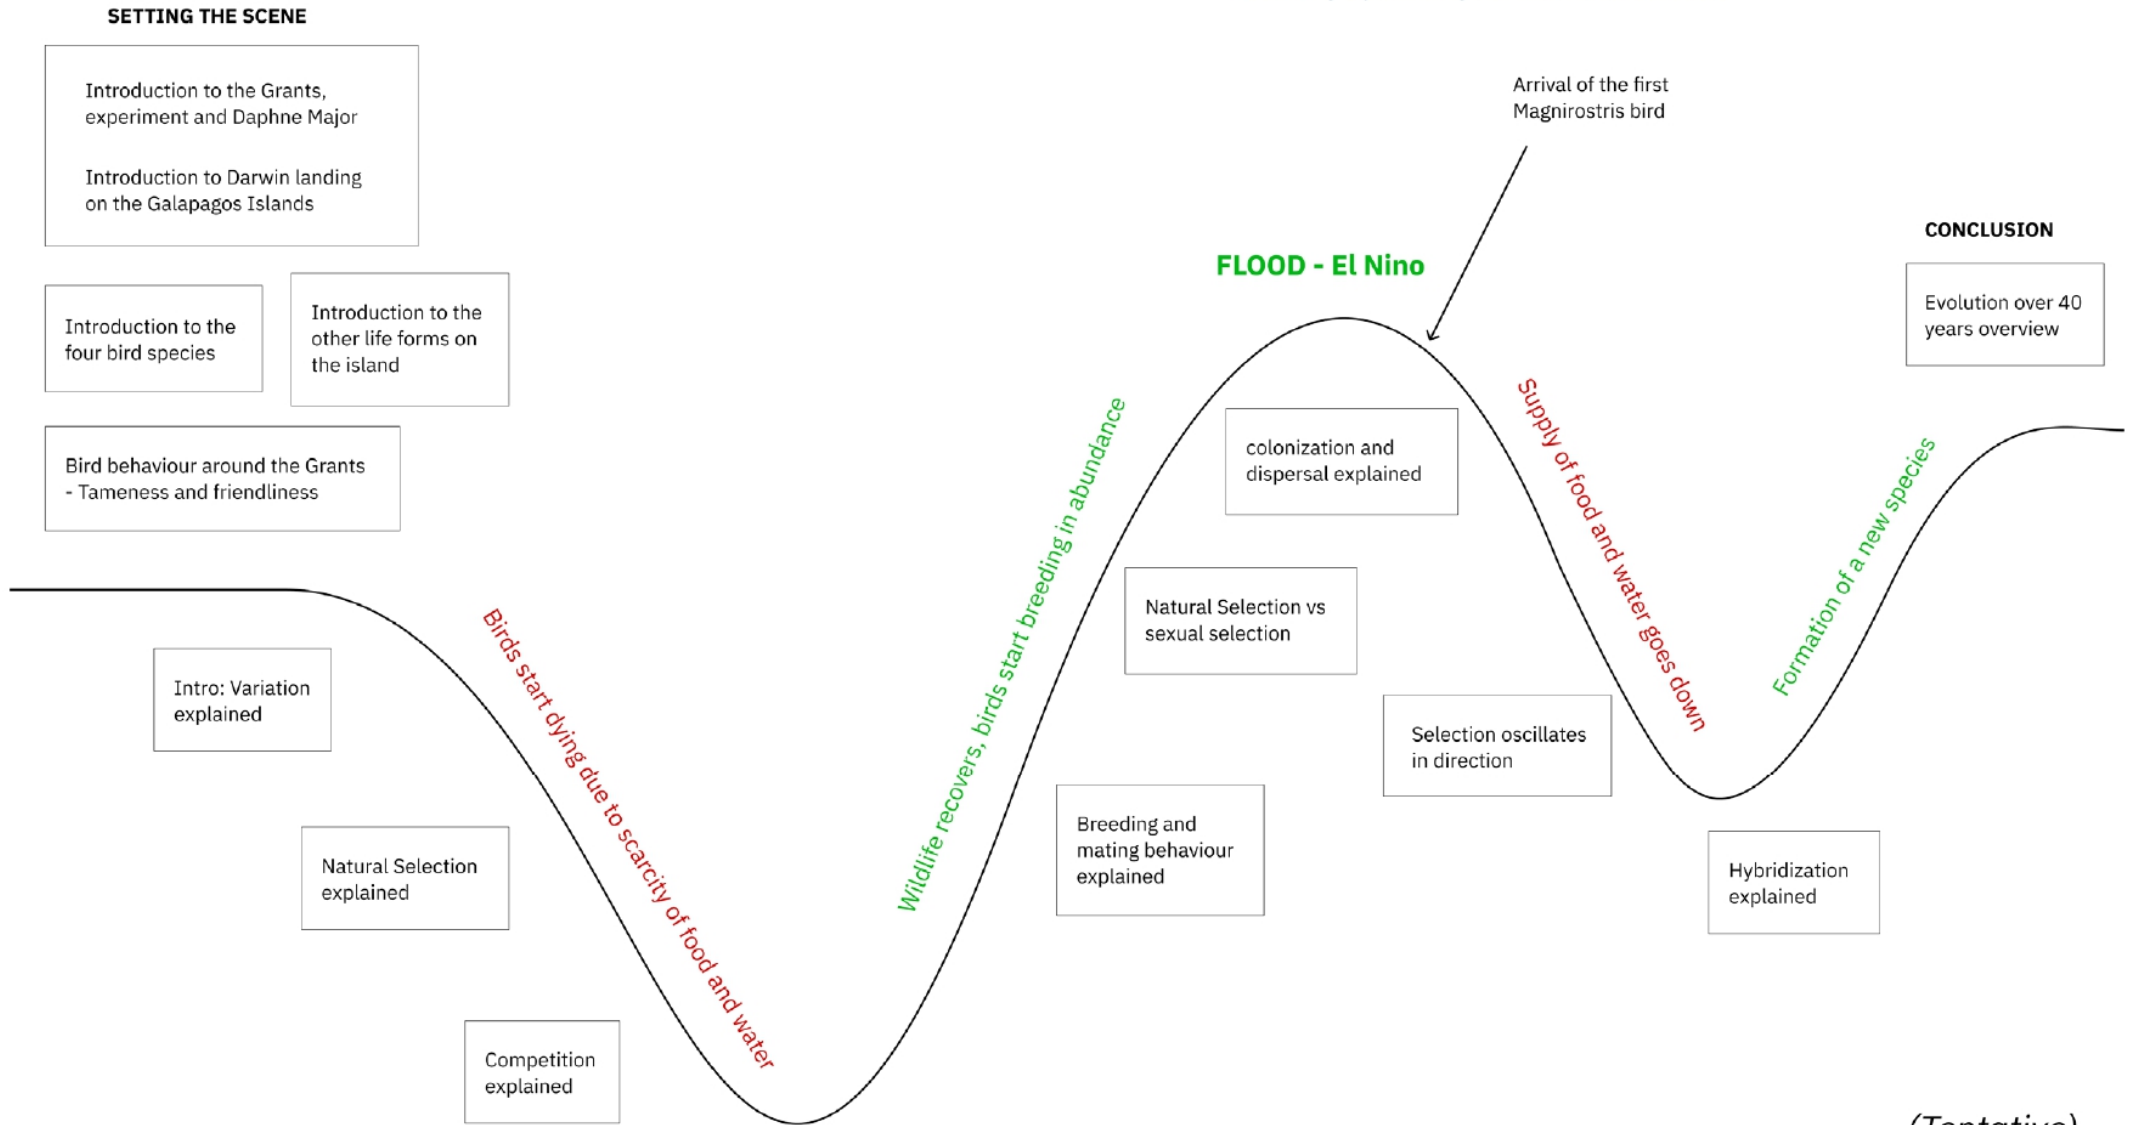 SETTING THE SCENE
Introduction to the Grants,
experiment and Daphne Major
Introduction to Darwin landing
on the Galapagos Islands
Introduction to the
four bird species
Introduction to the
other life forms on
the island
Bird behaviour around the Grants
- Tameness and friendliness
Intro: Variation
explained
Natural Selection
explained
Competition
explained
Birds start dying due to scarcity of food and water
Wildlife recovers, birds start breeding in abundance
FLOOD - El Nino
Arrival of the first
Magnirostris bird
colonization and
dispersal explained
Natural Selection vs
sexual selection
Breeding and
mating behaviour
explained
Selection oscillates
in direction
Supply of food and water goes down
Hybridization
explained
Formation of a new species
CONCLUSION
Evolution over 40
years overview
(Tentative)